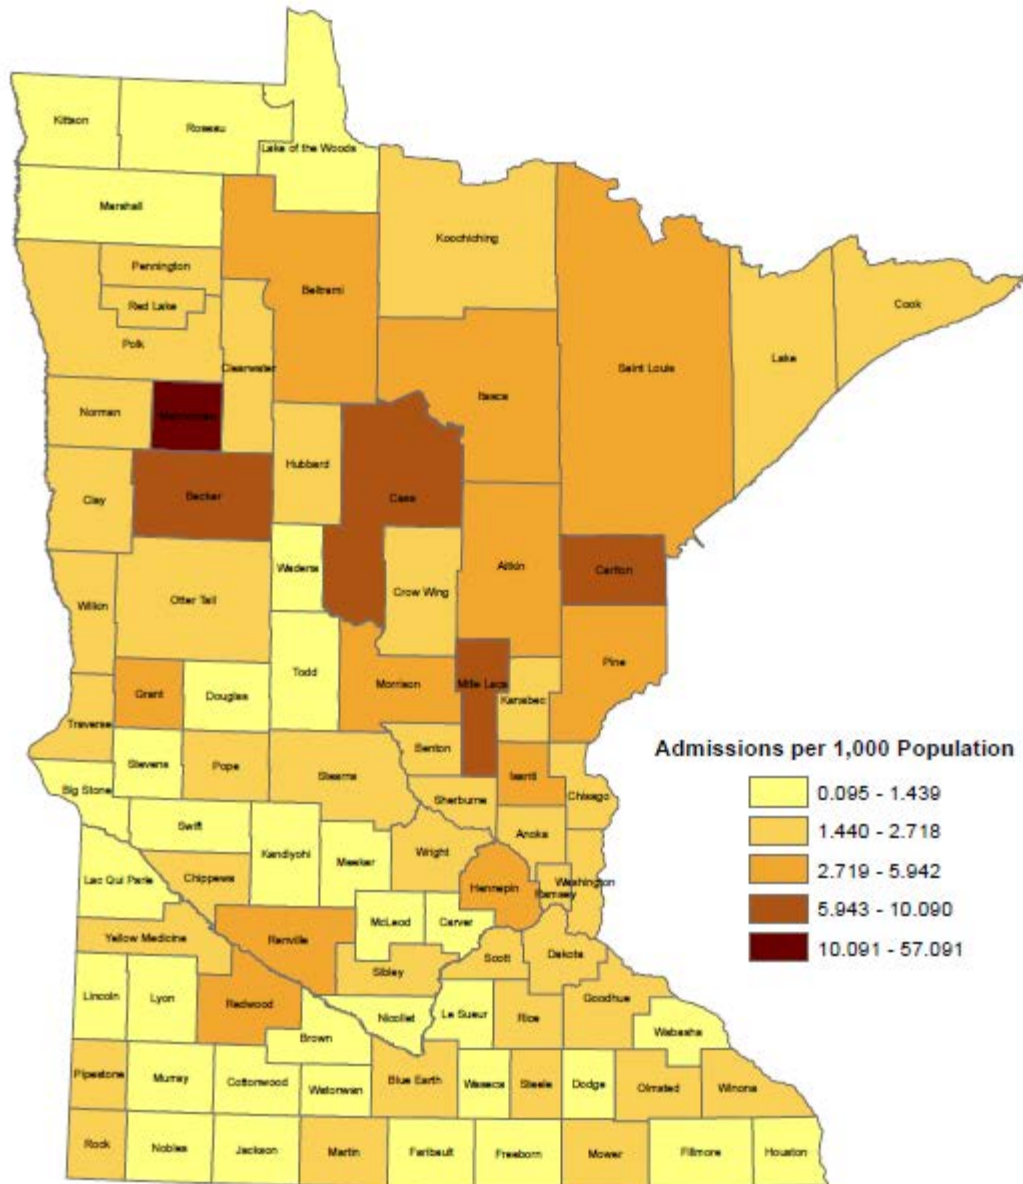 Kittson
Roseau
Lake of the Woods
Marshall
Koochiching
Pennington
Beltrami
Red Lake
Cook
Polk
Clearwater
Lake
Saint Louis
Itasca
Norman
Mahnomen
Hubbard
Clay
Becker
Cass
Wadena
Aitkin
Carlton
Crow Wing
Otter Tail
Wilkin
Todd
Pine
Grant
Douglas
Morrison
Mille Lacs
Kanabec
Traverse
Benton
Stevens
Pope
Stearns
Isanti
Big Stone
Sherburne
Chisago
Swift
Anoka
Kandiyohi
Meeker
Wright
Lac Qui Parle
Chippewa
Hennepin
Washington
Ramsey
McLeod
Carver
Yellow Medicine
Renville
Scott
Dakota
Sibley
Lincoln
Lyon
Redwood
Goodhue
Nicollet
Le Sueur
Rice
Wabasha
Brown
Pipestone
Murray
Cottonwood
Watonwan
Blue Earth
Waseca
Steele
Dodge
Olmsted
Winona
Rock
Nobles
Jackson
Martin
Faribault
Freeborn
Mower
Fillmore
Houston
Admissions per 1,000 Population
0.095 - 1.439
1.440 - 2.718
2.719 - 5.942
5.943 - 10.090
10.091 - 57.091